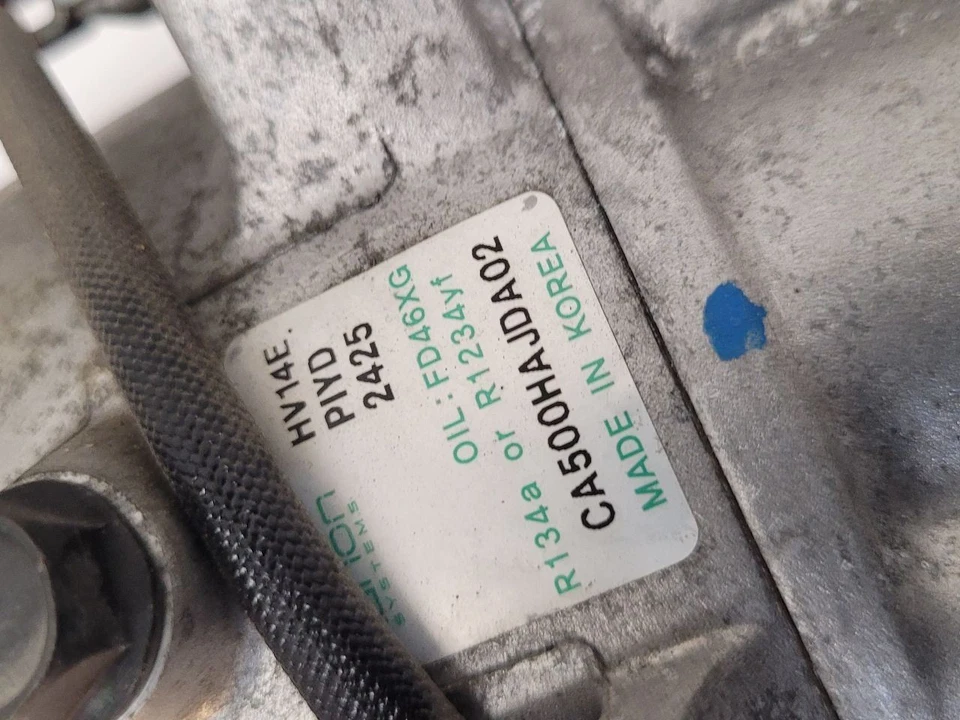 HV14E.
PIYD
2425
SYSTEMS
OIL: FD46XG
R134a or R1234yf
CA500HAJDA02
MADE IN KOREA